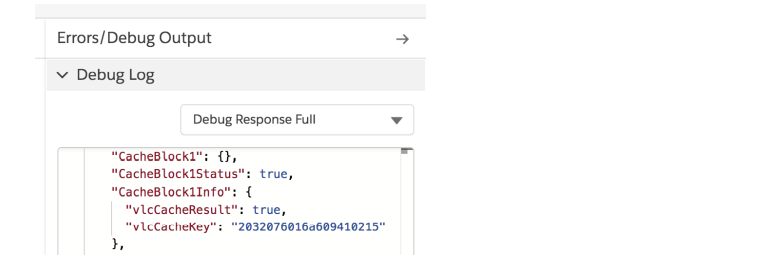 Errors/Debug Output
Debug Log
Debug Response Full
"CacheBlock1": {},
"CacheBlock1Status": true,
"CacheBlock1Info": {
"vlcCacheResult": true,
"vlcCacheKey": "2032076016a609410215"
},